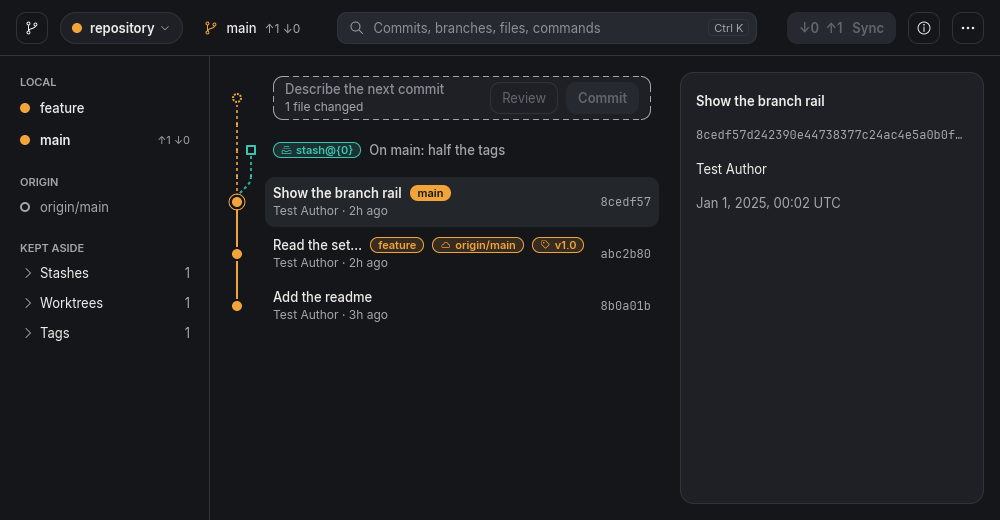 repository
main ↑1 ↓0
Commits, branches, files, commands
Ctrl K
↓0 ↑1 Sync
LOCAL
feature
main ↑1 ↓0
ORIGIN
origin/main
KEPT ASIDE
Stashes 1
Worktrees 1
Tags 1
Describe the next commit
1 file changed
Review
Commit
stash@{0} On main: half the tags
Show the branch rail main
Test Author · 2h ago
8cedf57
Read the set... feature origin/main v1.0
Test Author · 2h ago
abc2b80
Add the readme
Test Author · 3h ago
8b0a01b
Show the branch rail
8cedf57d242390e44738377c24ac4e5a0b0f…
Test Author
Jan 1, 2025, 00:02 UTC